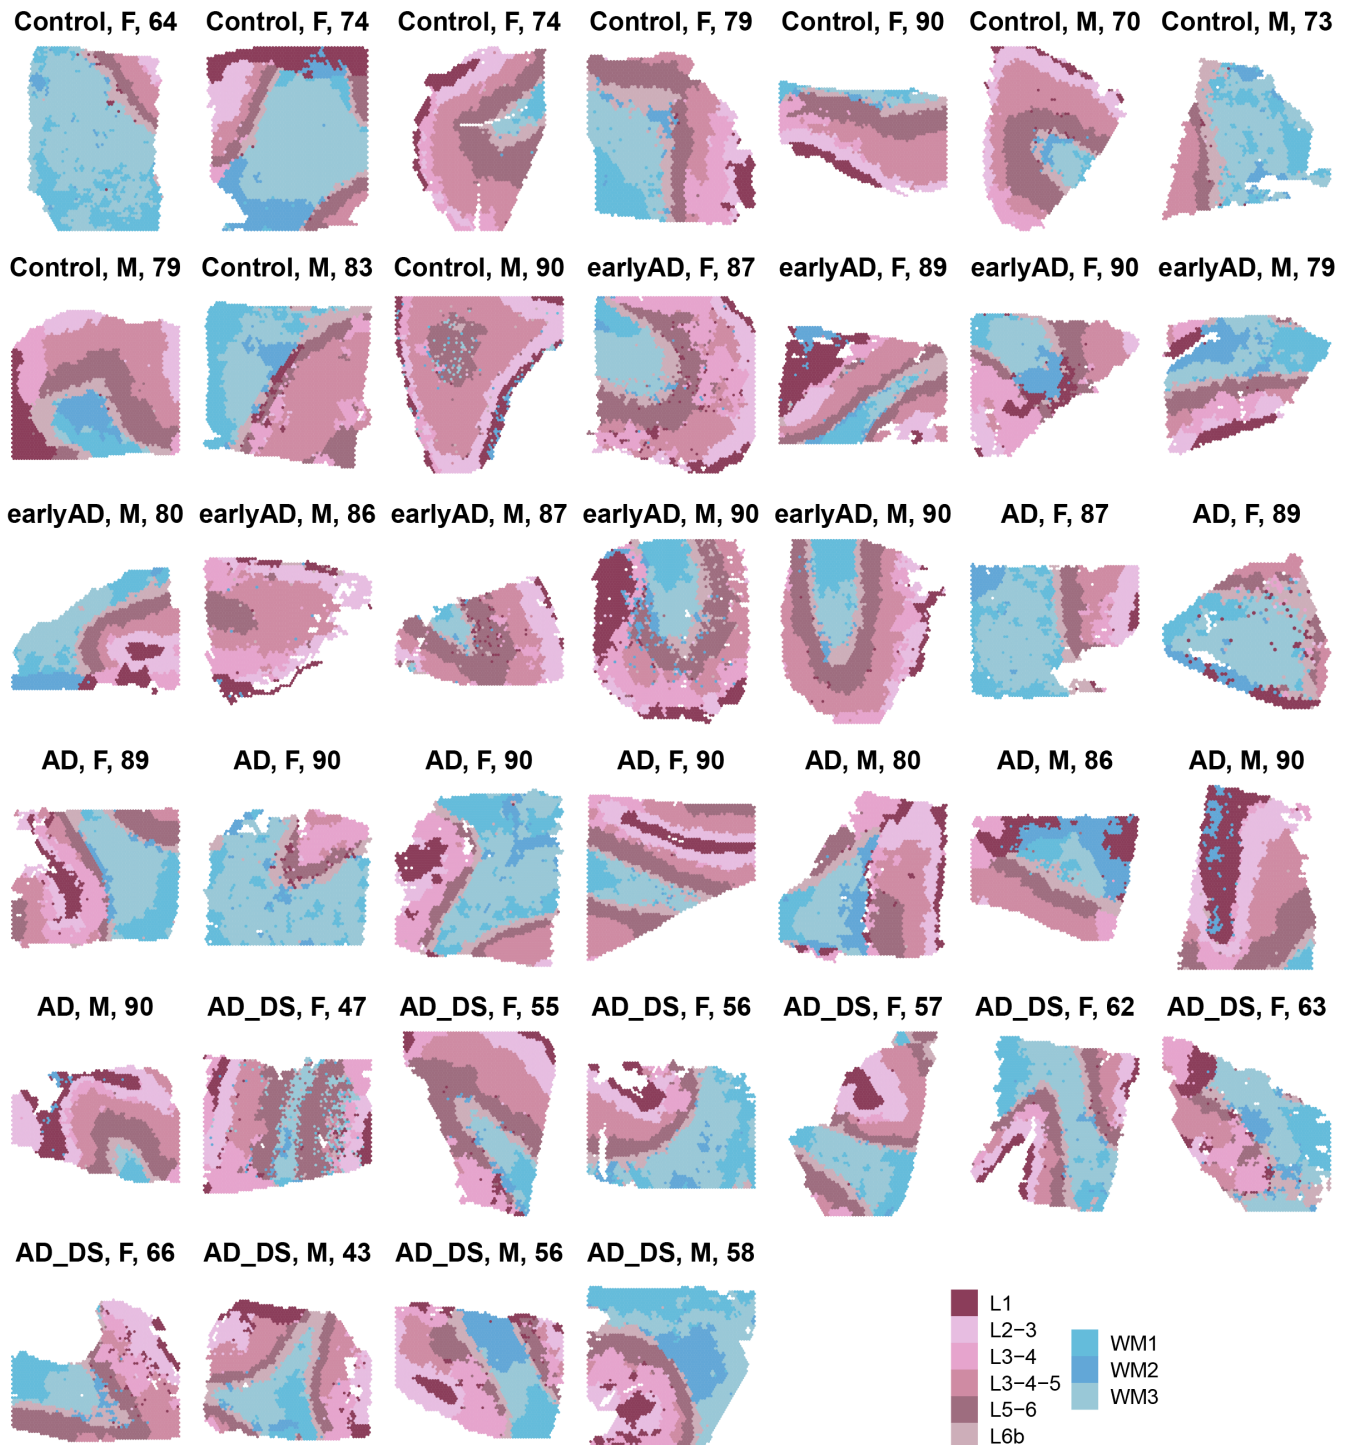 Control, F, 64 Control, F, 74 Control, F, 74 Control, F, 79 Control, F, 90 Control, M, 70 Control, M, 73
Control, M, 79 Control, M, 83 Control, M, 90 earlyAD, F, 87 earlyAD, F, 89 earlyAD, F, 90 earlyAD, M, 79
earlyAD, M, 80 earlyAD, M, 86 earlyAD, M, 87 earlyAD, M, 90 earlyAD, M, 90 AD, F, 87 AD, F, 89
AD, F, 89 AD, F, 90 AD, F, 90 AD, F, 90 AD, M, 80 AD, M, 86 AD, M, 90
AD, M, 90 AD_DS, F, 47 AD_DS, F, 55 AD_DS, F, 56 AD_DS, F, 57 AD_DS, F, 62 AD_DS, F, 63
AD_DS, F, 66 AD_DS, M, 43 AD_DS, M, 56 AD_DS, M, 58
L1
L2−3
L3−4
L3−4−5
L5−6
L6b
WM1
WM2
WM3